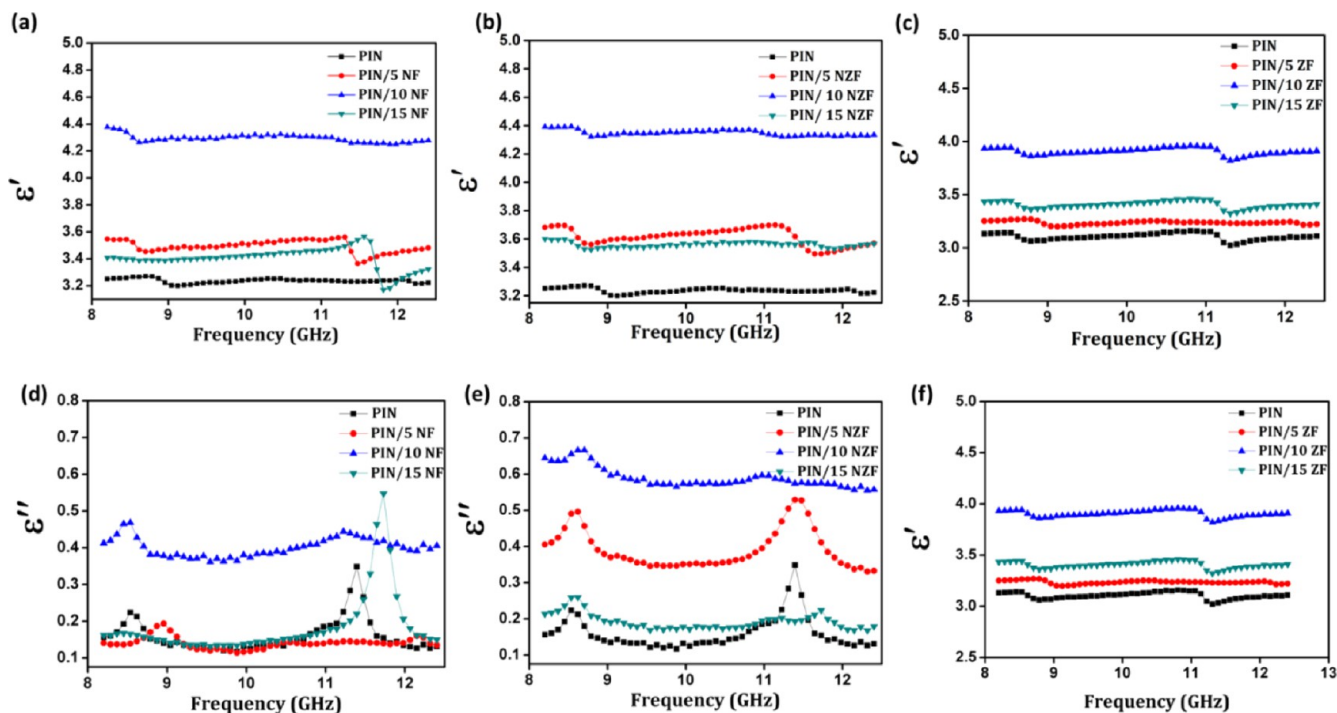 (a)
5.0
4.8
4.6
4.4
4.2
4.0
3.8
3.6
3.4
3.2
ε′
8
9
10
11
12
Frequency (GHz)
PIN
PIN/5 NF
PIN/10 NF
PIN/15 NF
(b)
5.0
4.8
4.6
4.4
4.2
4.0
3.8
3.6
3.4
3.2
ε′
8
9
10
11
12
Frequency (GHz)
PIN
PIN/5 NZF
PIN/ 10 NZF
PIN/ 15 NZF
(c)
5.0
4.5
4.0
3.5
3.0
2.5
ε′
8
9
10
11
12
Frequency (GHz)
PIN
PIN/5 ZF
PIN/10 ZF
PIN/15 ZF
(d)
0.8
0.7
0.6
0.5
0.4
0.3
0.2
0.1
ε′′
8
9
10
11
12
Frequency (GHz)
PIN
PIN/5 NF
PIN/10 NF
PIN/15 NF
(e)
0.8
0.7
0.6
0.5
0.4
0.3
0.2
0.1
ε′′
8
9
10
11
12
Frequency (GHz)
PIN
PIN/5 NZF
PIN/10 NZF
PIN/15 NZF
(f)
5.0
4.5
4.0
3.5
3.0
2.5
ε′
8
9
10
11
12
13
Frequency (GHz)
PIN
PIN/5 ZF
PIN/10 ZF
PIN/15 ZF